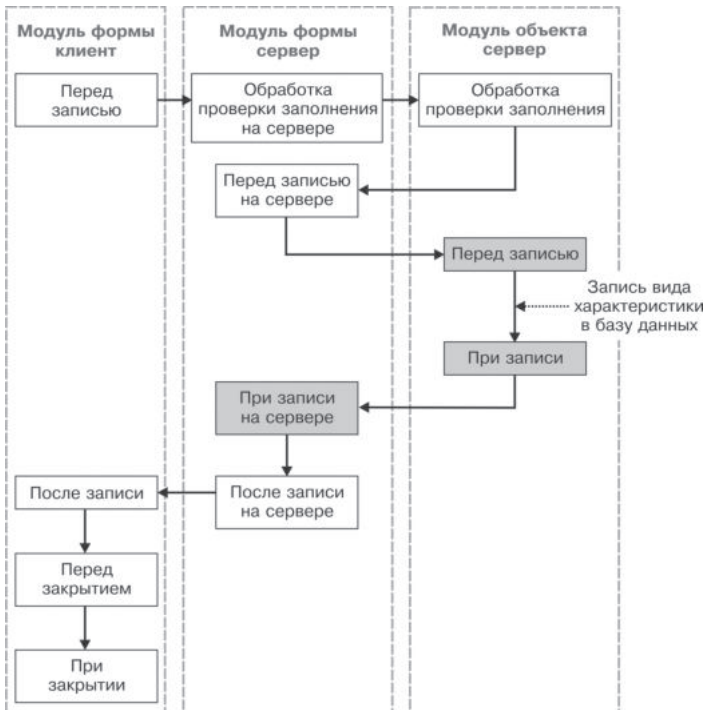 Модуль формы
клиент
Модуль формы
сервер
Модуль объекта
сервер
Перед
записью
Обработка
проверки заполнения
на сервере
Обработка
проверки заполнения
Перед записью
на сервере
Перед записью
Запись вида
характеристики
в базу данных
При записи
При записи
на сервере
После записи
После записи
на сервере
Перед
закрытием
При
закрытии